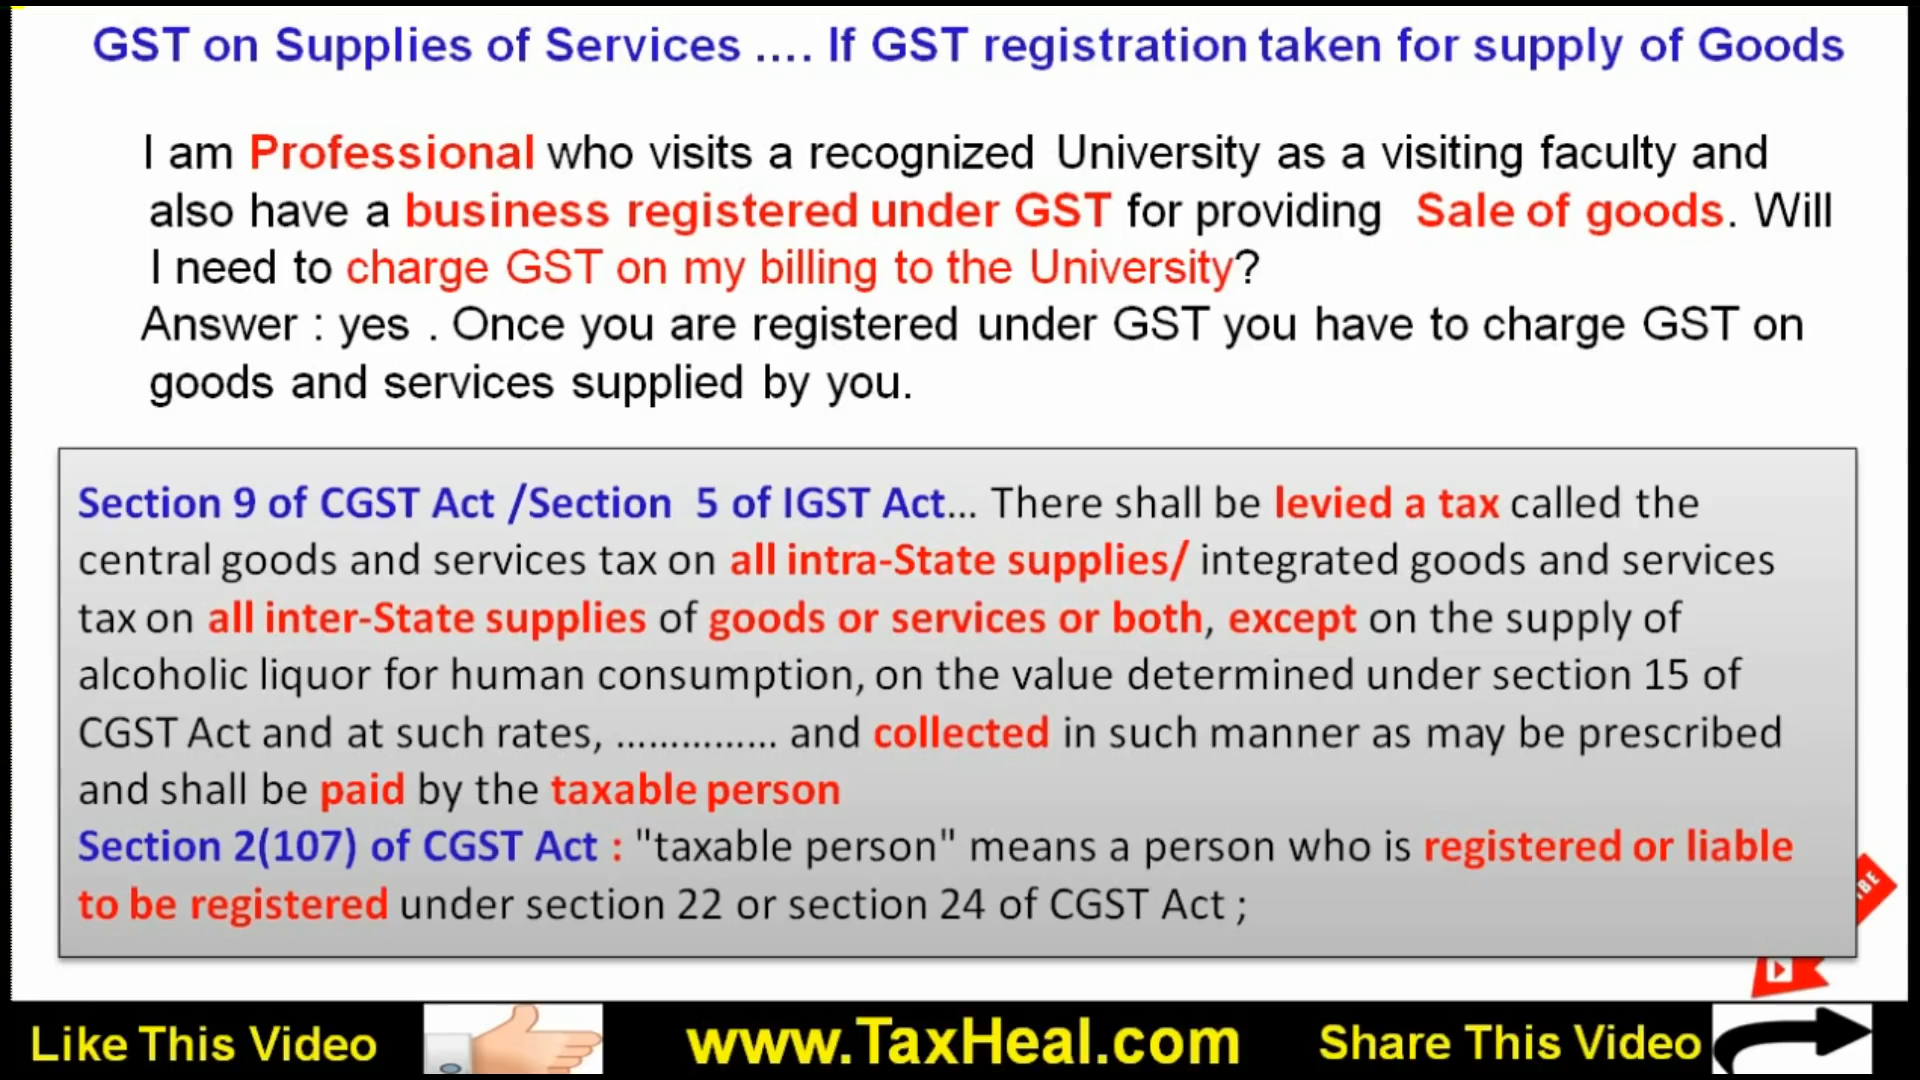 GST on Supplies of Services .... If GST registration taken for supply of Goods
I am Professional who visits a recognized University as a visiting faculty and
also have a business registered under GST for providing Sale of goods. Will
I need to charge GST on my billing to the University?
Answer : yes . Once you are registered under GST you have to charge GST on
goods and services supplied by you.
Section 9 of CGST Act /Section 5 of IGST Act... There shall be levied a tax called the
central goods and services tax on all intra-State supplies/ integrated goods and services
tax on all inter-State supplies of goods or services or both, except on the supply of
alcoholic liquor for human consumption, on the value determined under section 15 of
CGST Act and at such rates, ............... and collected in such manner as may be prescribed
and shall be paid by the taxable person
Section 2(107) of CGST Act : "taxable person" means a person who is registered or liable
to be registered under section 22 or section 24 of CGST Act ;
Like This Video
www.TaxHeal.com
Share This Video